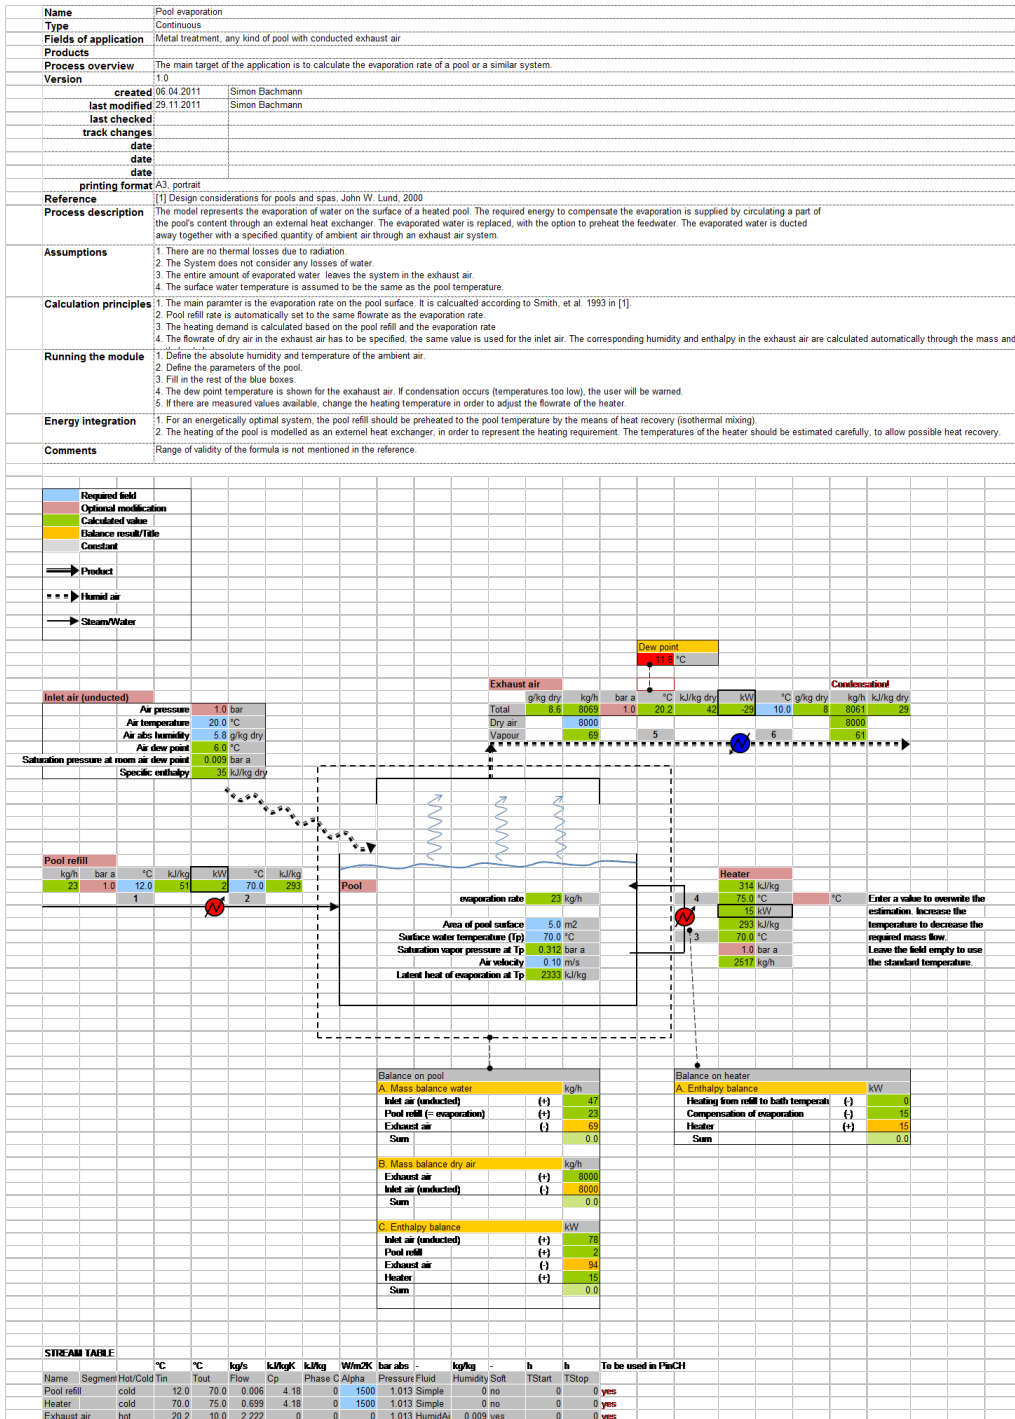 Name Pool evaporation
Type Continuous
Fields of application Metal treatment, any kind of pool with conducted exhaust air
Products
Process overview The main target of the application is to calculate the evaporation rate of a pool or a similar system.
Version 1.0
created 06.04.2011 Simon Bachmann
last modified 29.11.2011 Simon Bachmann
last checked
track changes
date
date
date
printing format A3, portrait
Reference [1] Design considerations for pools and spas, John W. Lund, 2000
Process description The model represents the evaporation of water on the surface of a heated pool. The required energy to compensate the evaporation is supplied by circulating a part of
the pool's content through an external heat exchanger. The evaporated water is replaced, with the option to preheat the feedwater. The evaporated water is ducted
away together with a specified quantity of ambient air through an exhaust air system.
Assumptions 1. There are no thermal losses due to radiation.
2. The System does not consider any losses of water.
3. The entire amount of evaporated water leaves the system in the exhaust air.
4. The surface water temperature is assumed to be the same as the pool temperature.
Calculation principles 1. The main paramter is the evaporation rate on the pool surface. It is calcualted according to Smith, et al. 1993 in [1].
2. Pool refill rate is automatically set to the same flowrate as the evaporation rate.
3. The heating demand is calculated based on the pool refill and the evaporation rate
4. The flowrate of dry air in the exhaust air has to be specified, the same value is used for the inlet air. The corresponding humidity and enthalpy in the exhaust air are calculated automatically through the mass and
Running the module 1. Define the absolute humidity and temperature of the ambient air.
2. Define the parameters of the pool.
3. Fill in the rest of the blue boxes.
4. The dew point temperature is shown for the exahaust air. If condensation occurs (temperatures too low), the user will be warned.
5. If there are measured values available, change the heating temperature in order to adjust the flowrate of the heater.
Energy integration 1. For an energetically optimal system, the pool refill should be preheated to the pool temperature by the means of heat recovery (isothermal mixing).
2. The heating of the pool is modelled as an externel heat exchanger, in order to represent the heating requirement. The temperatures of the heater should be estimated carefully, to allow possible heat recovery.
Comments Range of validity of the formula is not mentioned in the reference.
Required field
Optional modification
Calculated value
Balance result/Title
Constant
Product
Humid air
Steam/Water
Dew point
11.8 °C
Exhaust air Condensation!
g/kg dry kg/h bar a °C kJ/kg dry kW °C g/kg dry kg/h kJ/kg dry
Total 8.6 8069 1.0 20.2 42 -29 10.0 8 8061 29
Dry air 8000 8000
Vapour 69 5 6 61
Inlet air (unducted)
Air pressure 1.0 bar
Air temperature 20.0 °C
Air abs humidity 5.8 g/kg dry
Air dew point 6.0 °C
Saturation pressure at room air dew point 0.009 bar a
Specific enthalpy 35 kJ/kg dry
Pool refill
kg/h bar a °C kJ/kg kW °C kJ/kg
23 1.0 12.0 51 2 70.0 293
1 2
Pool
evaporation rate 23 kg/h
Area of pool surface 5.0 m2
Surface water temperature (Tp) 70.0 °C
Saturation vapor pressure at Tp 0.312 bar a
Air velocity 0.10 m/s
Latent heat of evaporation at Tp 2333 kJ/kg
Heater
314 kJ/kg
4 75.0 °C °C Enter a value to overwrite the
15 kW estimation. Increase the
293 kJ/kg temperature to decrease the
3 70.0 °C required mass flow.
1.0 bar a Leave the field empty to use
2517 kg/h the standard temperature.
Balance on pool
A. Mass balance water kg/h
Inlet air (unducted) (+) 47
Pool refill (= evaporation) (+) 23
Exhaust air (-) 69
Sum 0.0
B. Mass balance dry air kg/h
Exhaust air (+) 8000
Inlet air (unducted) (-) 8000
Sum 0.0
C. Enthalpy balance kW
Inlet air (unducted) (+) 78
Pool refill (+) 2
Exhaust air (-) 94
Heater (+) 15
Sum 0.0
Balance on heater
A. Enthalpy balance kW
Heating from refill to bath temperatu (-) 0
Compensation of evaporation (-) 15
Heater (+) 15
Sum 0.0
STREAM TABLE
°C °C kg/s kJ/kgK kJ/kg W/m2K bar abs - kg/kg - h h To be used in PinCH
Name Segment Hot/Cold Tin Tout Flow Cp Phase C Alpha Pressure Fluid Humidity Soft TStart TStop
Pool refill cold 12.0 70.0 0.006 4.18 0 1500 1.013 Simple 0 no 0 0 yes
Heater cold 70.0 75.0 0.699 4.18 0 1500 1.013 Simple 0 no 0 0 yes
Exhaust air hot 20.2 10.0 2.222 0 0 0 1.013 HumidAi 0.009 yes 0 0 yes